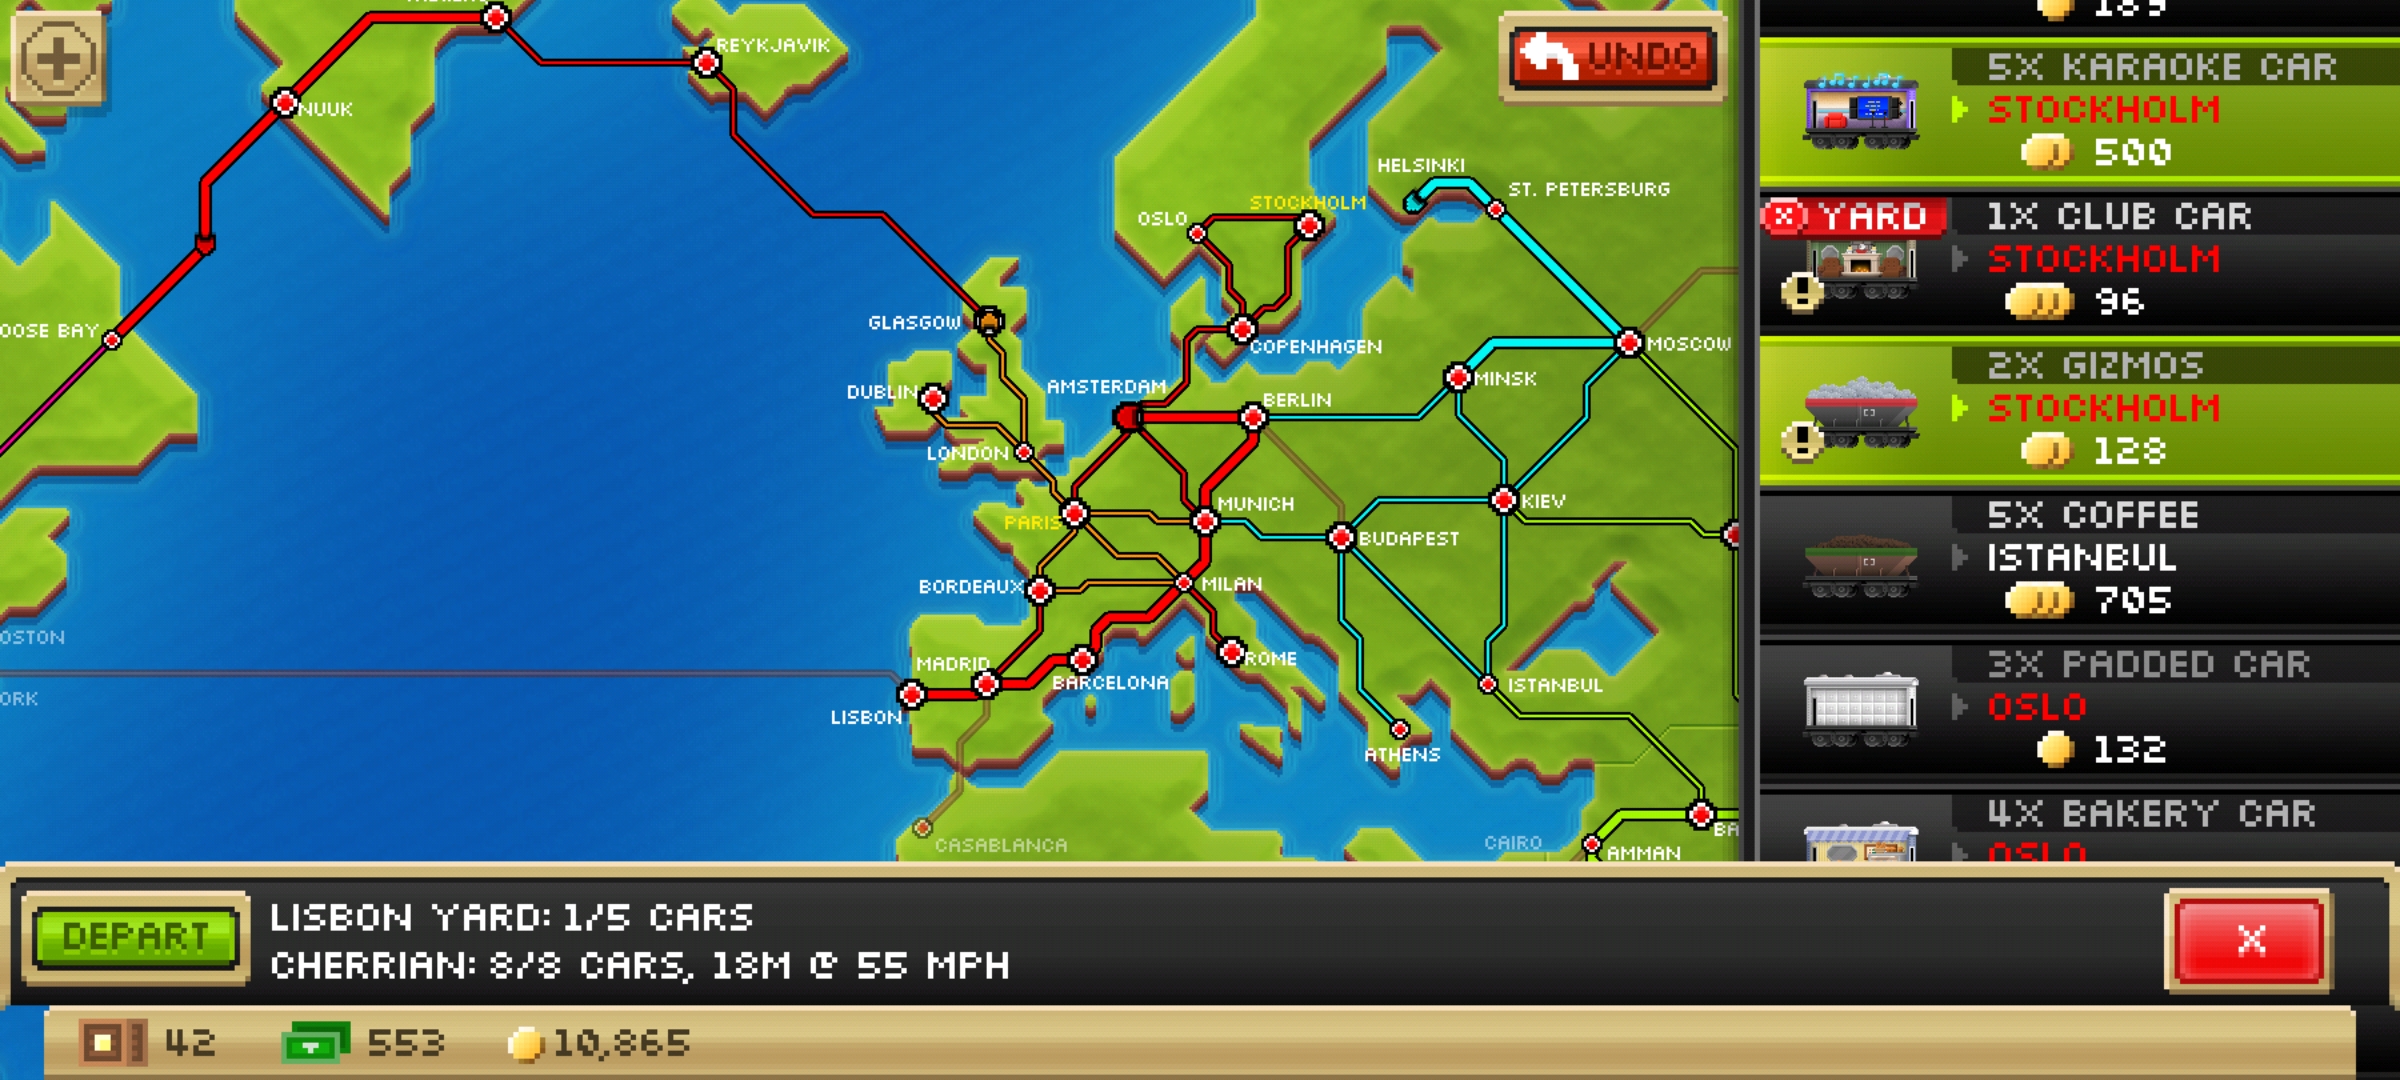 REYKJAVIK
NUUK
OSLO
STOCKHOLM
HELSINKI
ST. PETERSBURG
GLASGOW
COPENHAGEN
MOSCOW
OOSE BAY
DUBLIN
AMSTERDAM
BERLIN
MINSK
LONDON
PARIS
MUNICH
KIEV
BUDAPEST
BORDEAUX
MILAN
OSTON
MADRID
BARCELONA
ROME
ISTANBUL
ORK
LISBON
ATHENS
CASABLANCA
CAIRO
AMMAN
BA
UNDO
189
5X KARAOKE CAR
STOCKHOLM
500
YARD
1X CLUB CAR
STOCKHOLM
96
2X GIZMOS
STOCKHOLM
128
5X COFFEE
ISTANBUL
705
3X PADDED CAR
OSLO
132
4X BAKERY CAR
OSLO
DEPART
LISBON YARD: 1/5 CARS
CHERRIAN: 8/8 CARS, 18M @ 55 MPH
X
42
553
10,865